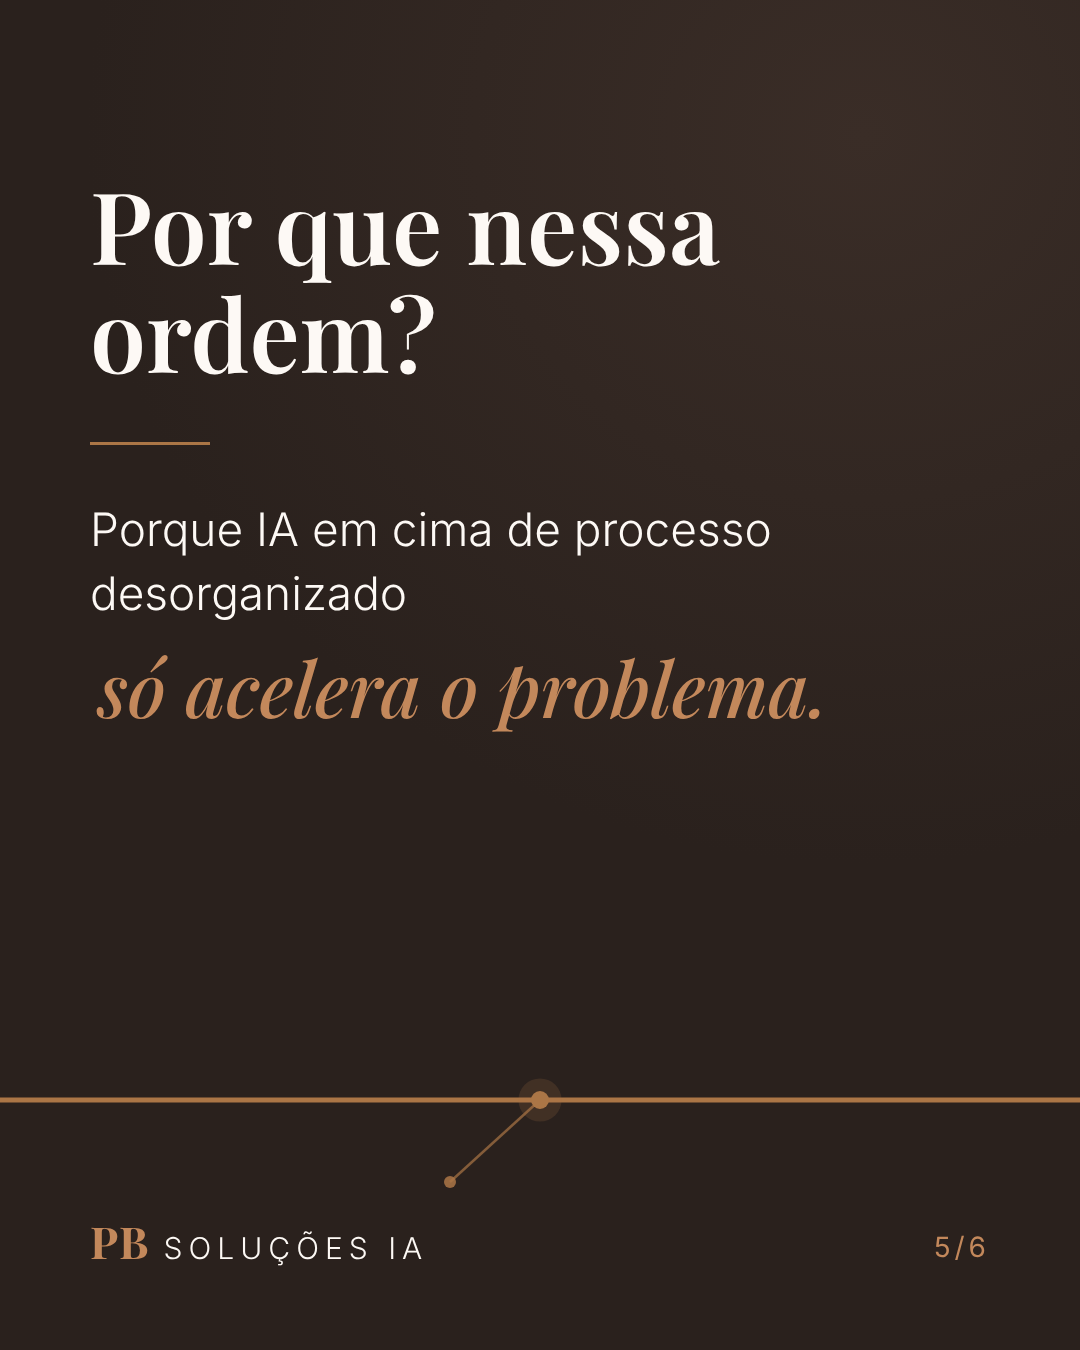 Por que nessa
ordem?
Porque IA em cima de processo
desorganizado
só acelera o problema.
PB SOLUÇÕES IA
5/6